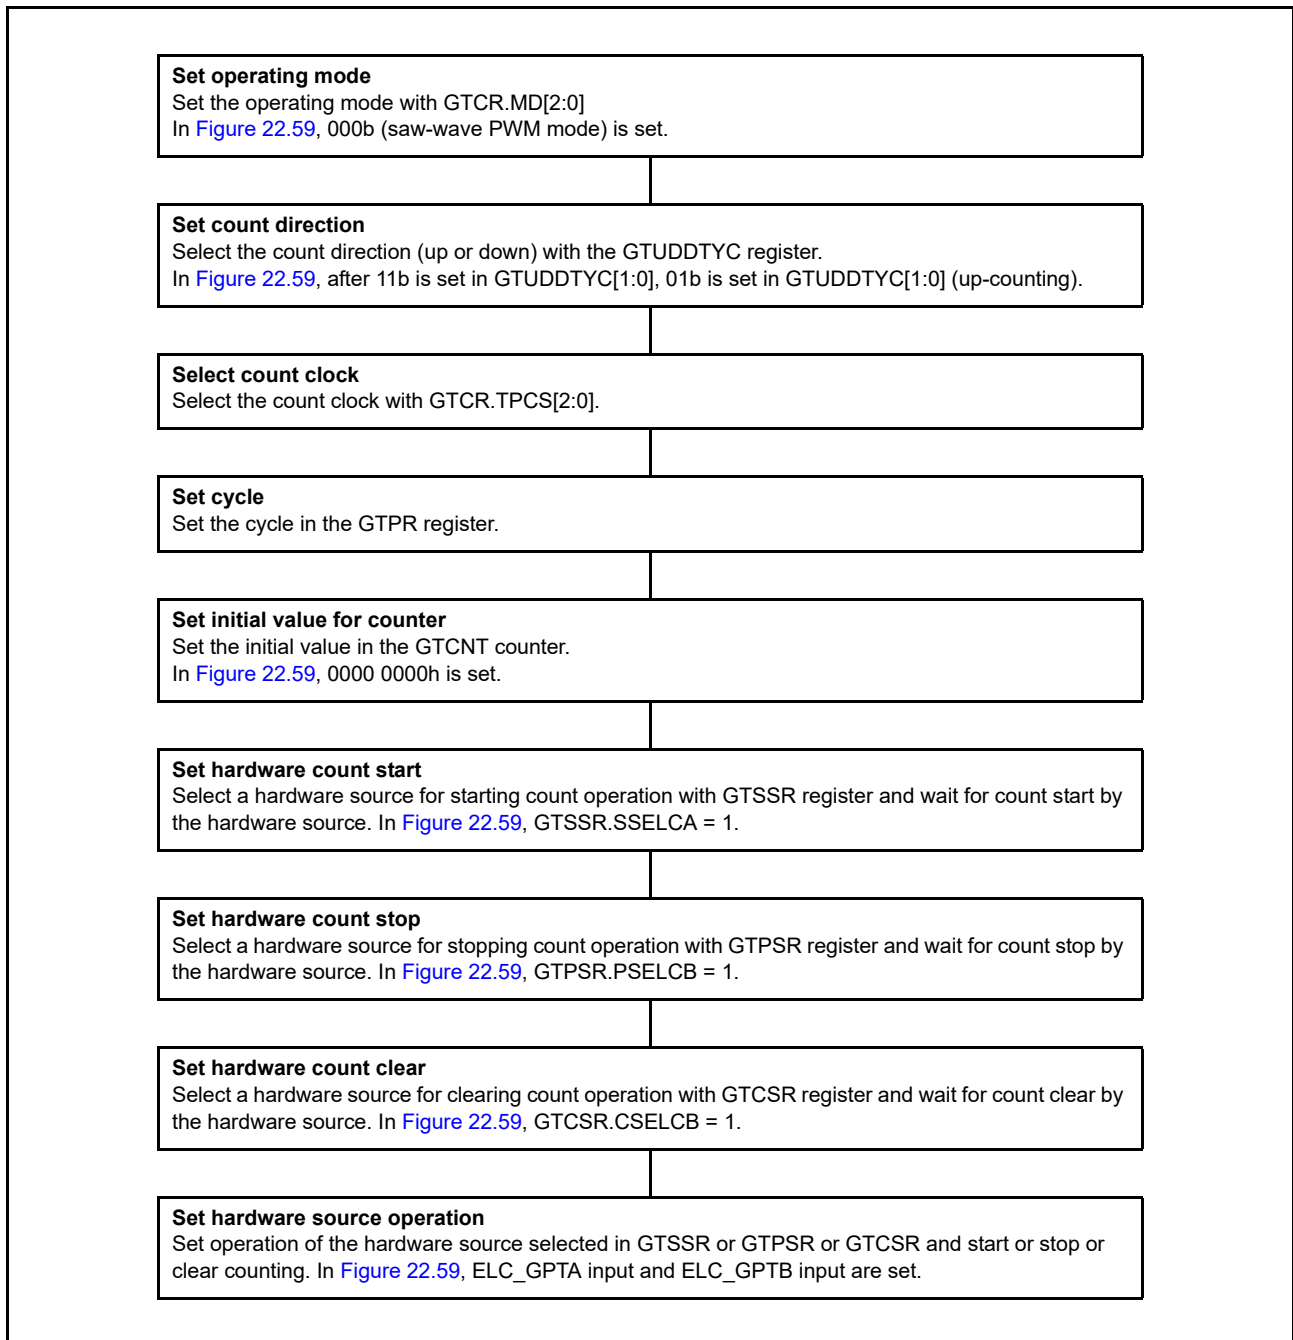 Set operating mode
Set the operating mode with GTCR.MD[2:0]
In Figure 22.59, 000b (saw-wave PWM mode) is set.
Set count direction
Select the count direction (up or down) with the GTUDDTYC register.
In Figure 22.59, after 11b is set in GTUDDTYC[1:0], 01b is set in GTUDDTYC[1:0] (up-counting).
Select count clock
Select the count clock with GTCR.TPCS[2:0].
Set cycle
Set the cycle in the GTPR register.
Set initial value for counter
Set the initial value in the GTCNT counter.
In Figure 22.59, 0000 0000h is set.
Set hardware count start
Select a hardware source for starting count operation with GTSSR register and wait for count start by
the hardware source. In Figure 22.59, GTSSR.SSELCA = 1.
Set hardware count stop
Select a hardware source for stopping count operation with GTPSR register and wait for count stop by
the hardware source. In Figure 22.59, GTPSR.PSELCB = 1.
Set hardware count clear
Select a hardware source for clearing count operation with GTCSR register and wait for count clear by
the hardware source. In Figure 22.59, GTCSR.CSELCB = 1.
Set hardware source operation
Set operation of the hardware source selected in GTSSR or GTPSR or GTCSR and start or stop or
clear counting. In Figure 22.59, ELC_GPTA input and ELC_GPTB input are set.